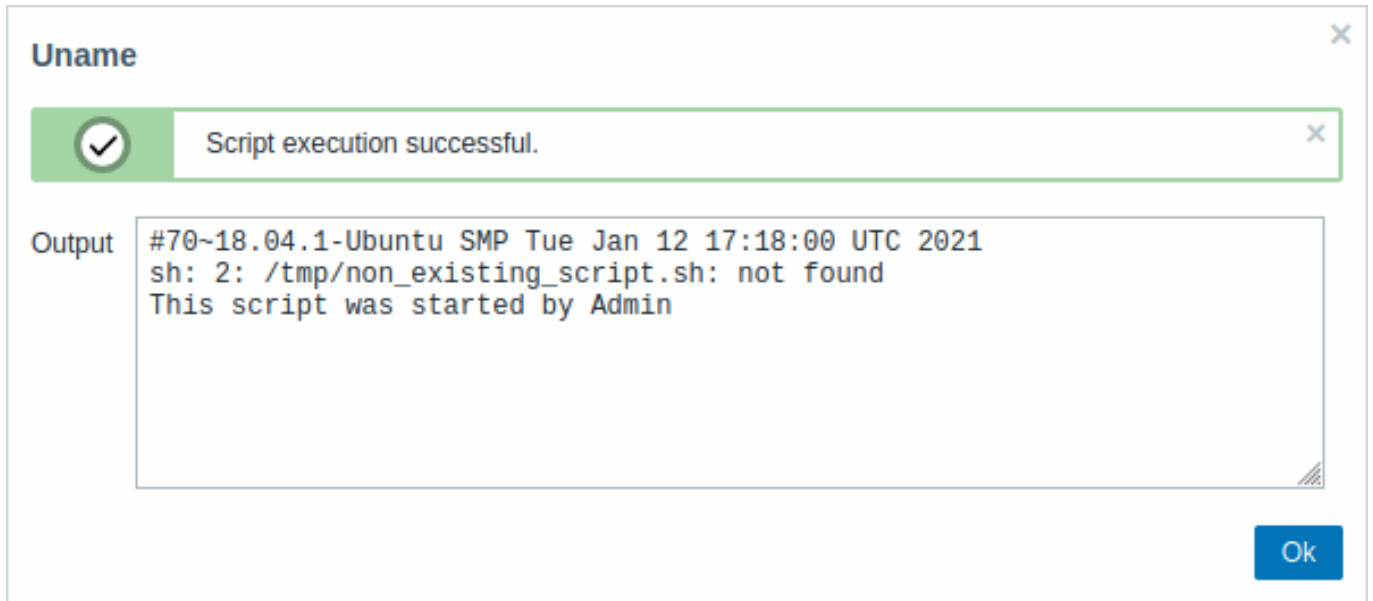 Uname
Script execution successful.
Output
#70~18.04.1-Ubuntu SMP Tue Jan 12 17:18:00 UTC 2021
sh: 2: /tmp/non_existing_script.sh: not found
This script was started by Admin
Ok